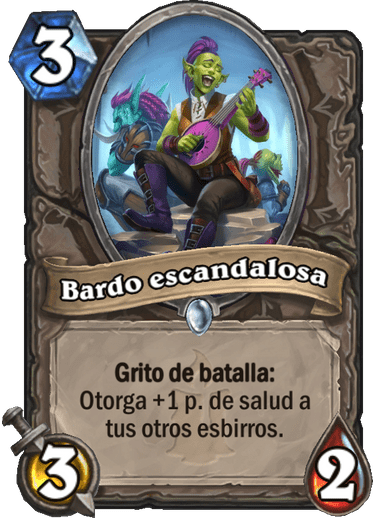 3
Bardo escandalosa
Grito de batalla:
Otorga +1 p. de salud a
tus otros esbirros.
3
2